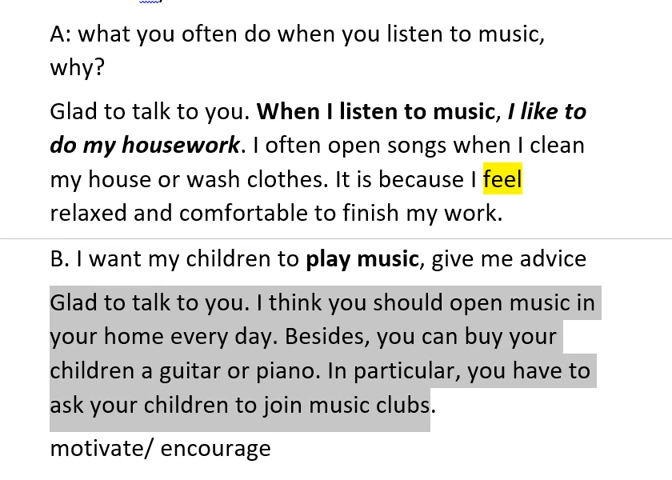 A: what you often do when you listen to music,
why?
Glad to talk to you. When I listen to music, I like to
do my housework. I often open songs when I clean
my house or wash clothes. It is because I feel
relaxed and comfortable to finish my work.
B. I want my children to play music, give me advice
Glad to talk to you. I think you should open music in
your home every day. Besides, you can buy your
children a guitar or piano. In particular, you have to
ask your children to join music clubs.
motivate/ encourage